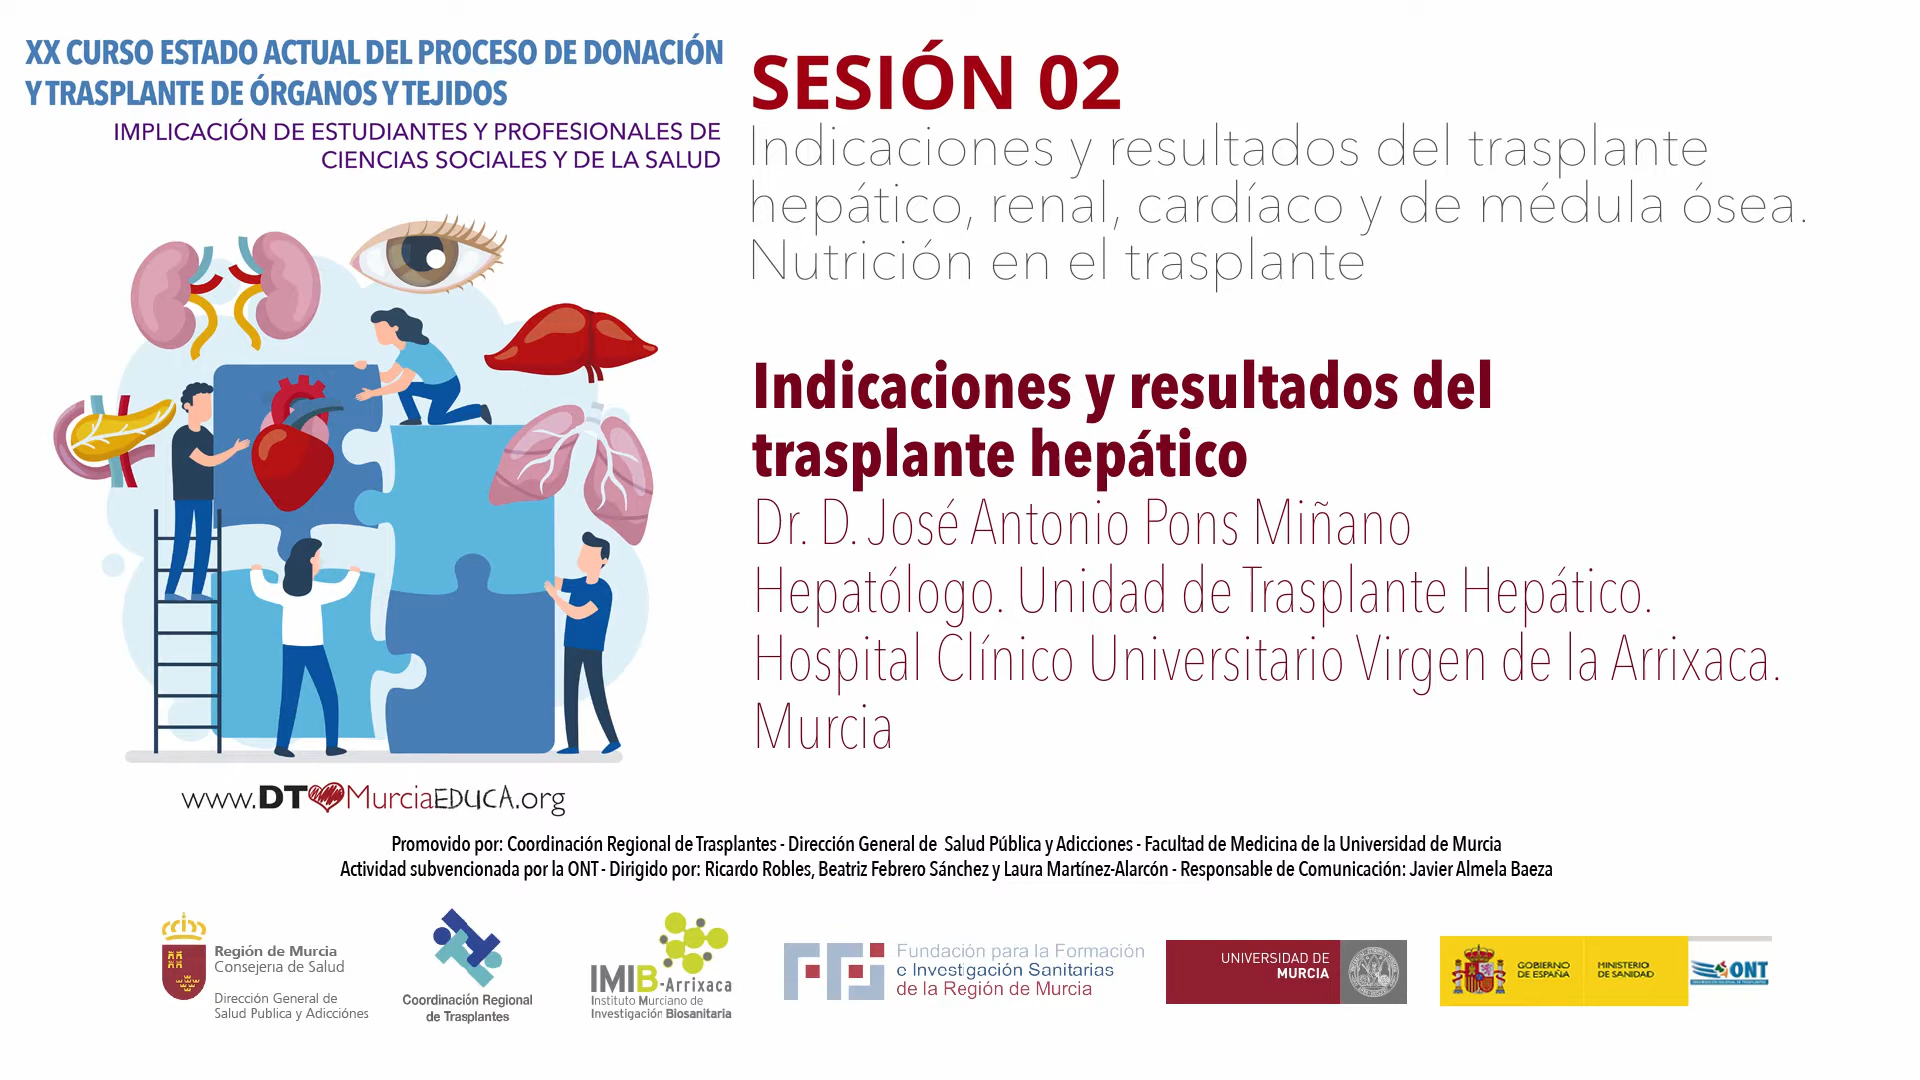 XX CURSO ESTADO ACTUAL DEL PROCESO DE DONACIÓN
Y TRASPLANTE DE ÓRGANOS Y TEJIDOS
IMPLICACIÓN DE ESTUDIANTES Y PROFESIONALES DE
CIENCIAS SOCIALES Y DE LA SALUD
www.DTMurciaEDUCA.org
SESIÓN 02
Indicaciones y resultados del trasplante
hepático, renal, cardíaco y de médula ósea.
Nutrición en el trasplante
Indicaciones y resultados del
trasplante hepático
Dr. D. José Antonio Pons Miñano
Hepatólogo. Unidad de Trasplante Hepático.
Hospital Clínico Universitario Virgen de la Arrixaca.
Murcia
Promovido por: Coordinación Regional de Trasplantes - Dirección General de Salud Pública y Adicciones - Facultad de Medicina de la Universidad de Murcia
Actividad subvencionada por la ONT - Dirigido por: Ricardo Robles, Beatriz Febrero Sánchez y Laura Martínez-Alarcón - Responsable de Comunicación: Javier Almela Baeza
Región de Murcia
Consejería de Salud
Dirección General de
Salud Publica y Adicciónes
Coordinación Regional
de Trasplantes
IMIB-Arrixaca
Instituto Murciano de
Investigación Biosanitaria
FFi
Fundación para la Formación
e Investigación Sanitarias
de la Región de Murcia
UNIVERSIDAD DE
MURCIA
GOBIERNO
DE ESPAÑA
MINISTERIO
DE SANIDAD
ONT